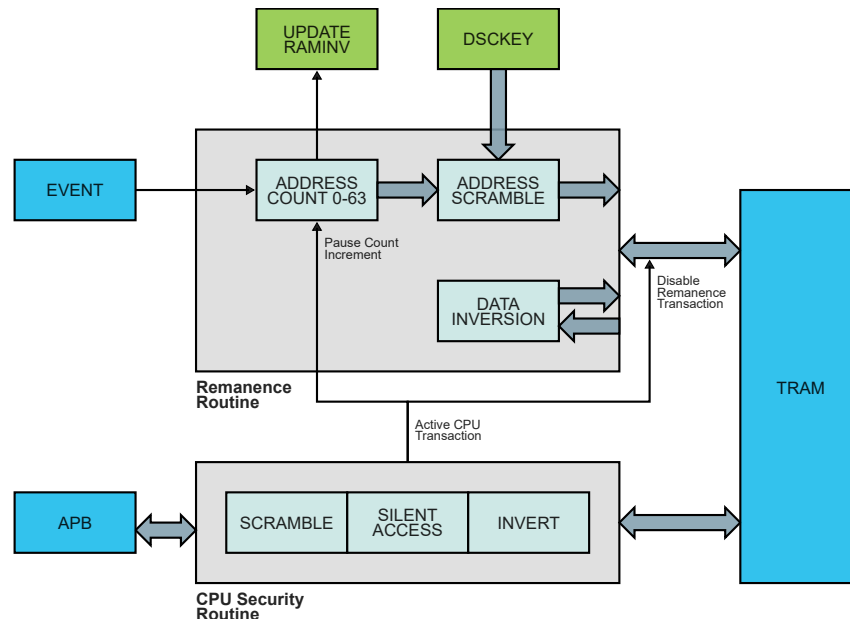 UPDATE
RAMINV
DSCKEY
EVENT
ADDRESS
COUNT 0-63
ADDRESS
SCRAMBLE
Pause Count
Increment
Disable
Remanence
Transaction
DATA
INVERSION
TRAM
Remanence
Routine
Active CPU
Transaction
APB
SCRAMBLE
SILENT
ACCESS
INVERT
CPU Security
Routine